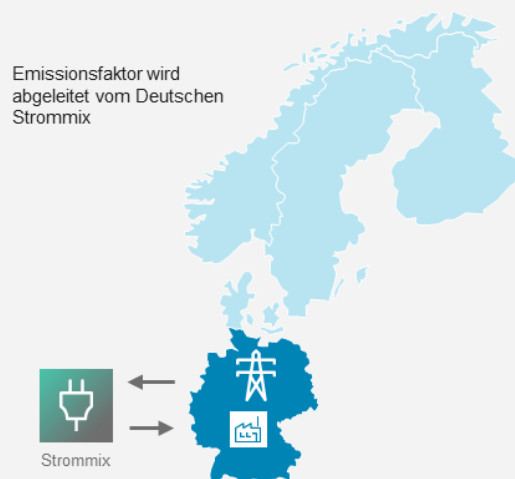 Emissionsfaktor wird
abgeleitet vom Deutschen
Strommix
Strommix